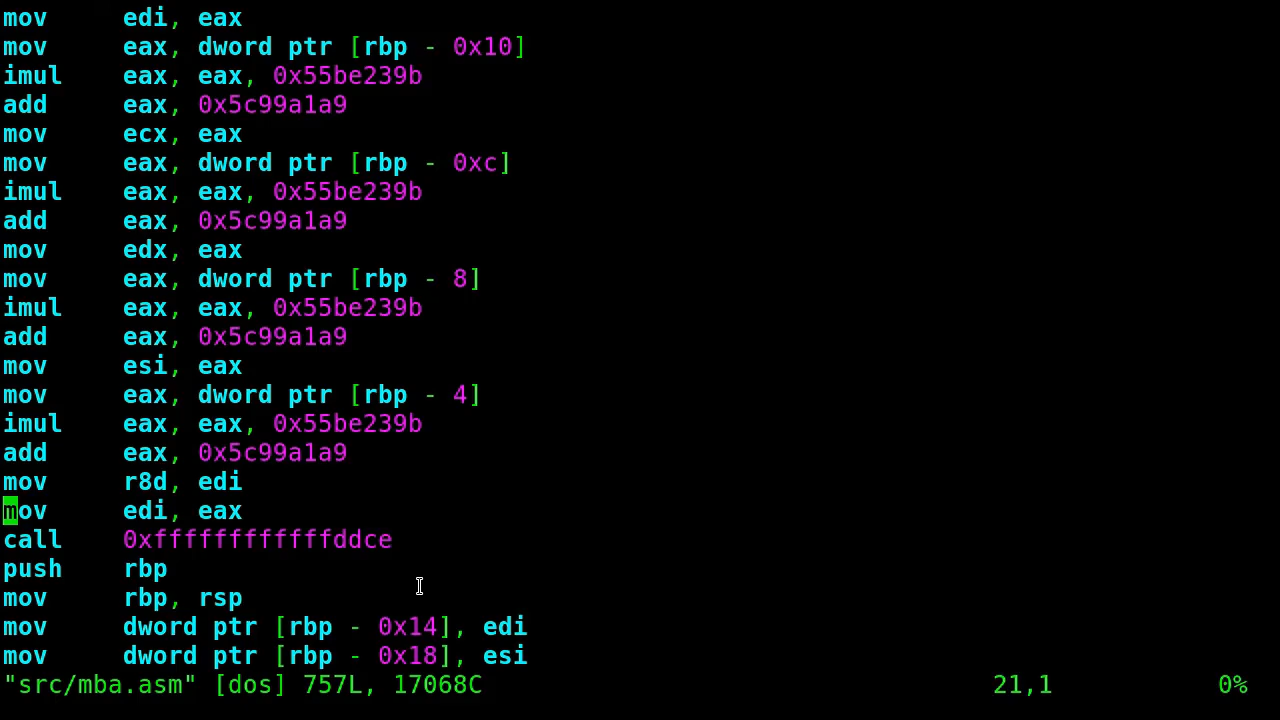 mov     edi, eax
mov     eax, dword ptr [rbp - 0x10]
imul    eax, eax, 0x55be239b
add     eax, 0x5c99a1a9
mov     ecx, eax
mov     eax, dword ptr [rbp - 0xc]
imul    eax, eax, 0x55be239b
add     eax, 0x5c99a1a9
mov     edx, eax
mov     eax, dword ptr [rbp - 8]
imul    eax, eax, 0x55be239b
add     eax, 0x5c99a1a9
mov     esi, eax
mov     eax, dword ptr [rbp - 4]
imul    eax, eax, 0x55be239b
add     eax, 0x5c99a1a9
mov     r8d, edi
mov     edi, eax
call    0xffffffffffffddce
push    rbp
mov     rbp, rsp
mov     dword ptr [rbp - 0x14], edi
mov     dword ptr [rbp - 0x18], esi
"src/mba.asm" [dos] 757L, 17068C 21,1 0%